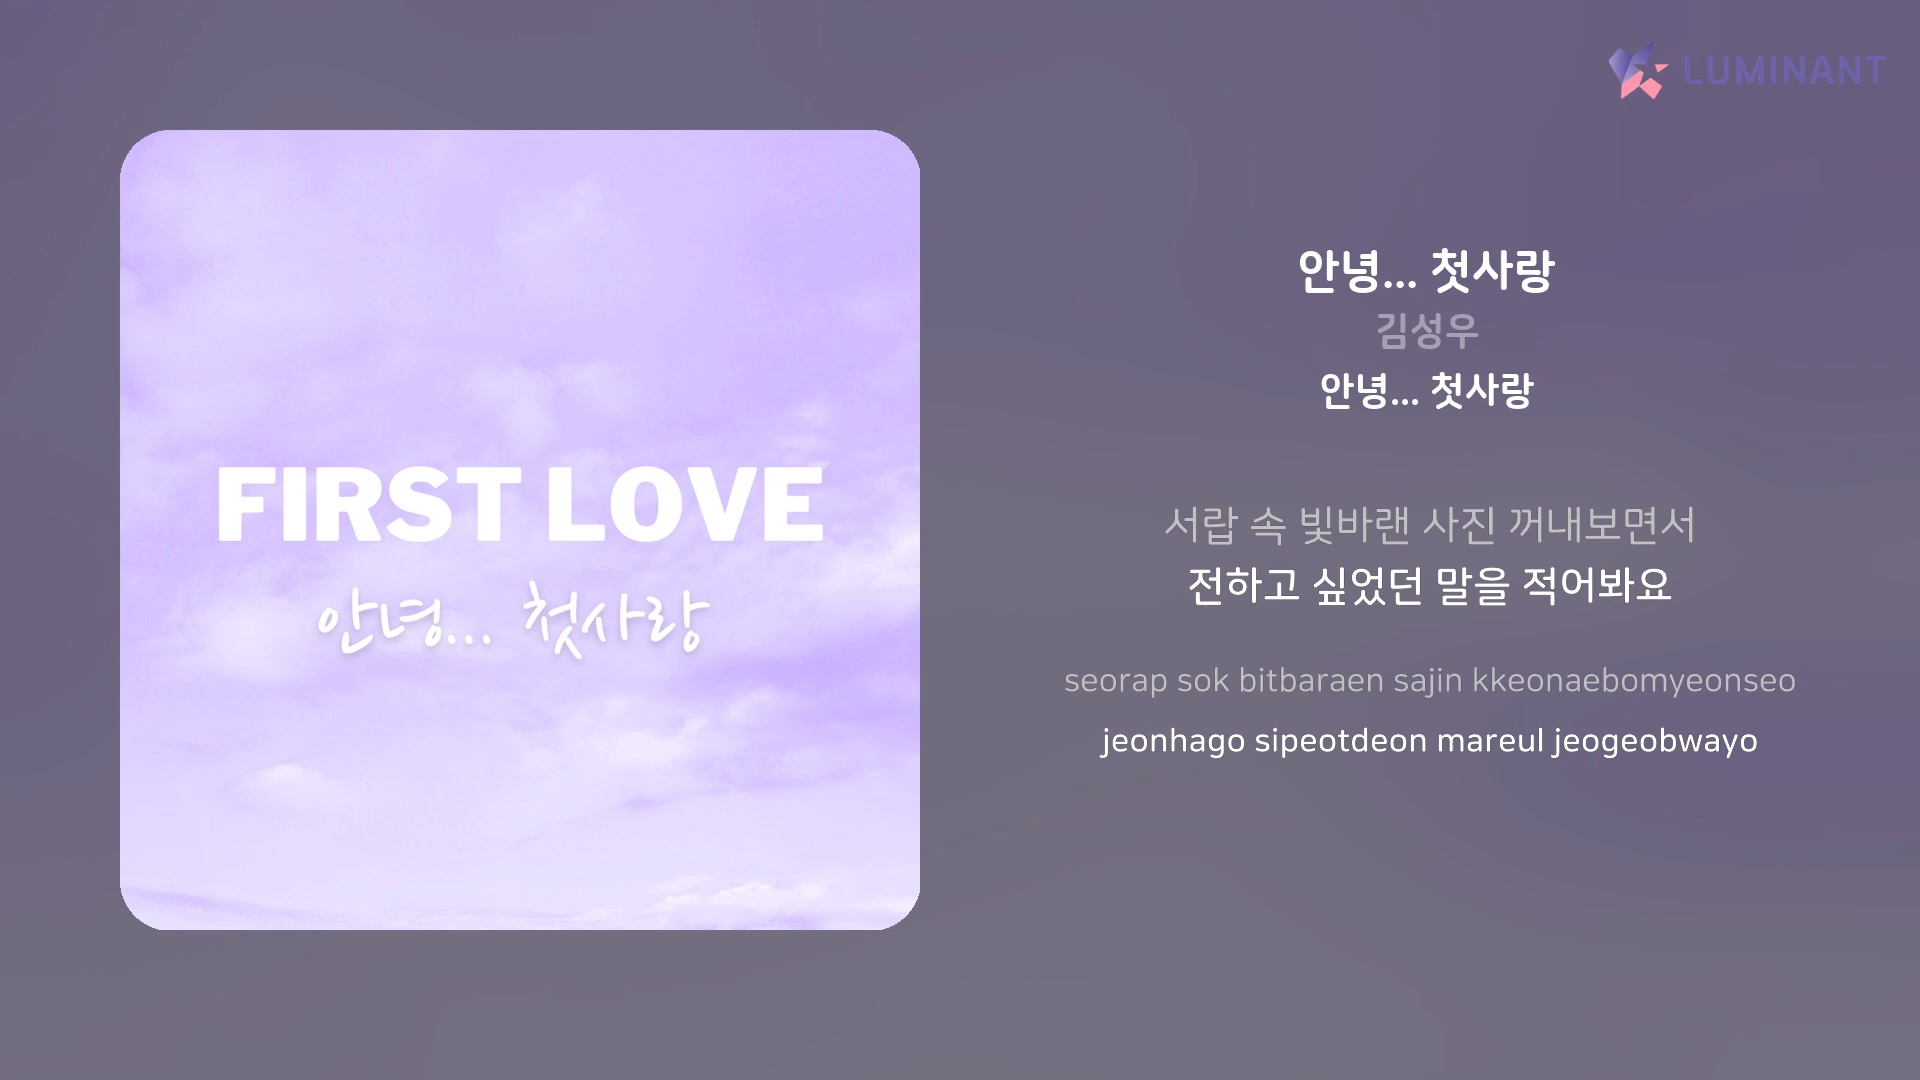 LUMINANT
FIRST LOVE
안녕... 첫사랑
안녕... 첫사랑
김성우
안녕... 첫사랑
서랍 속 빛바랜 사진 꺼내보면서
전하고 싶었던 말을 적어봐요
seorap sok bitbaraen sajin kkeonaebomyeonseo
jeonhago sipeotdeon mareul jeogeobwayo